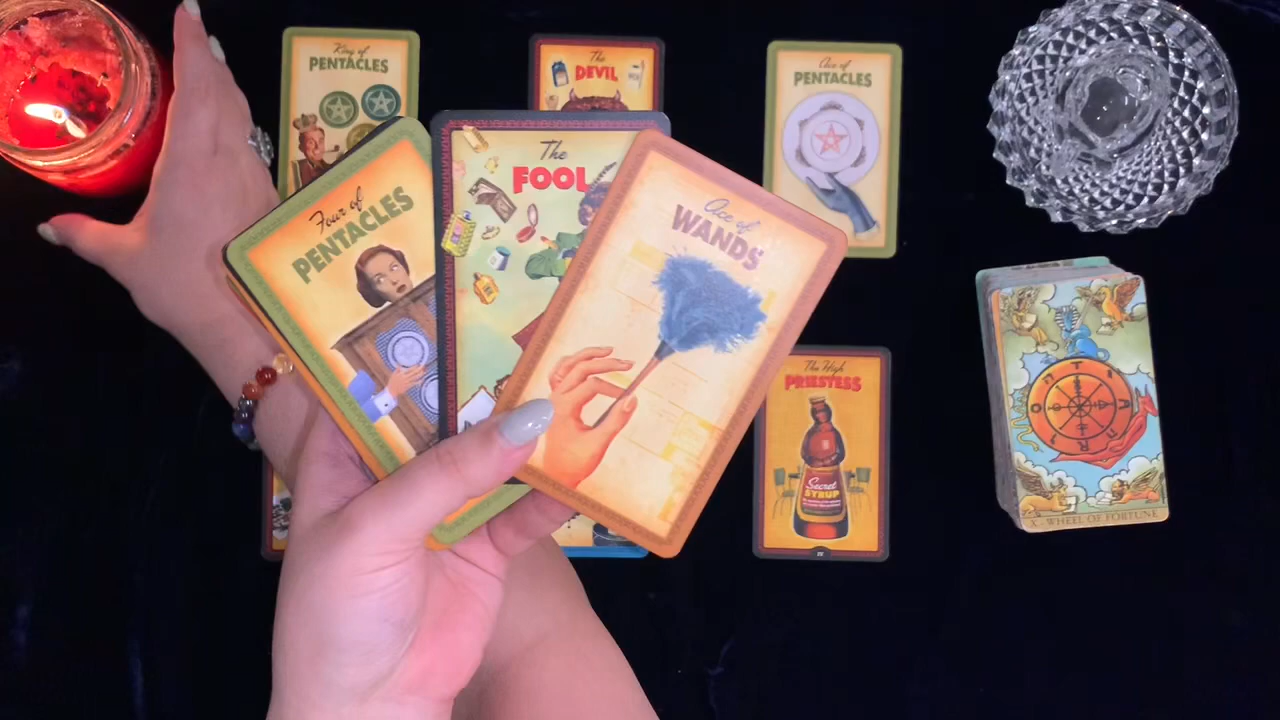 King of
PENTACLES
The
DEVIL
Ace of
PENTACLES
Four of
PENTACLES
The
FOOL
Ace of
WANDS
The High
PRIESTESS
Secret
SYRUP
X - WHEEL OF FORTUNE